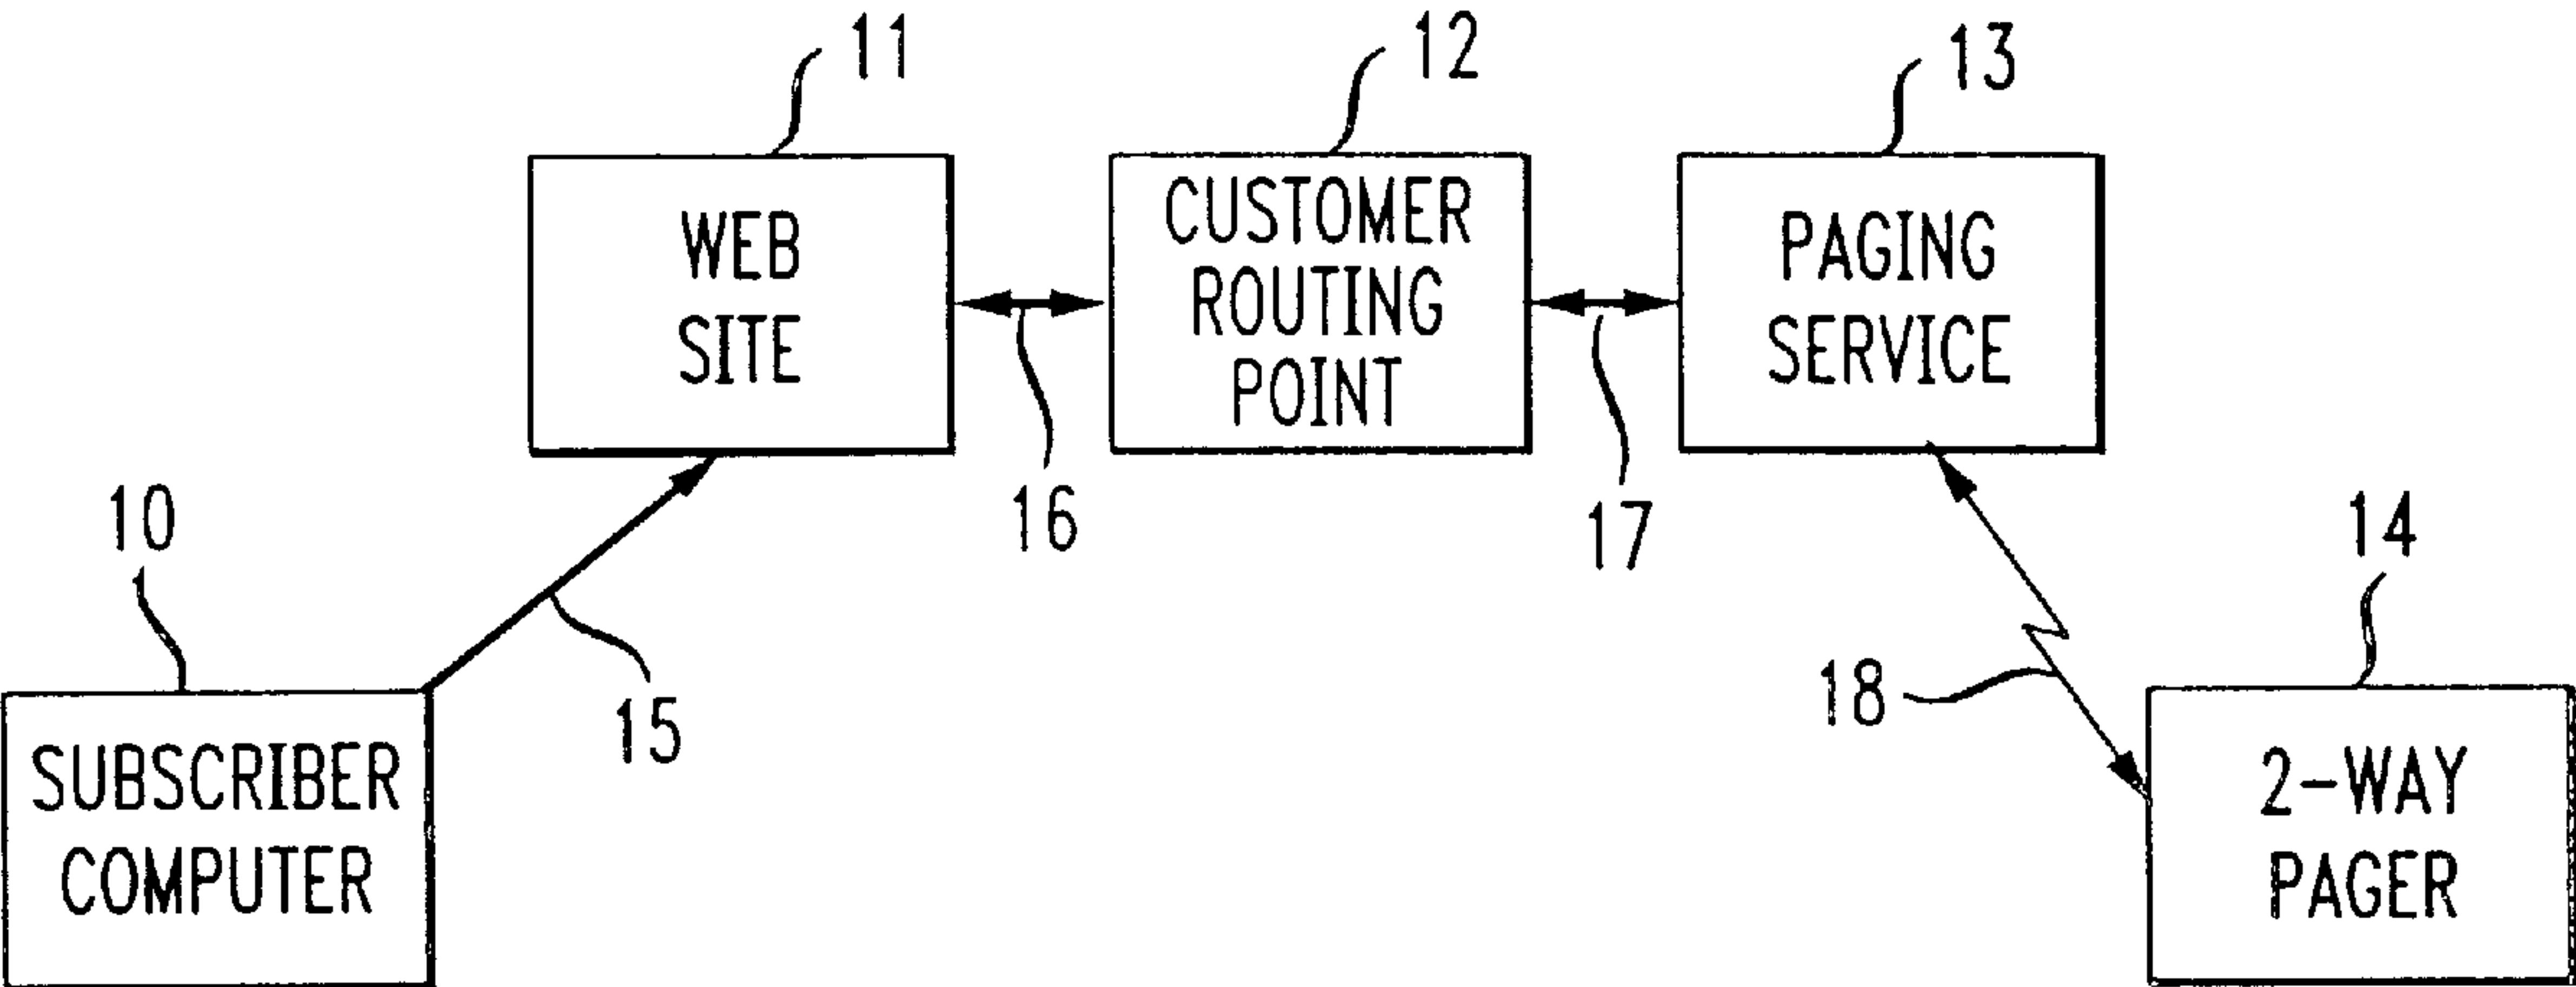 11
12
13
WEB
SITE
CUSTOMER
ROUTING
POINT
PAGING
SERVICE
10
16
17
14
15
18
SUBSCRIBER
COMPUTER
2-WAY
PAGER